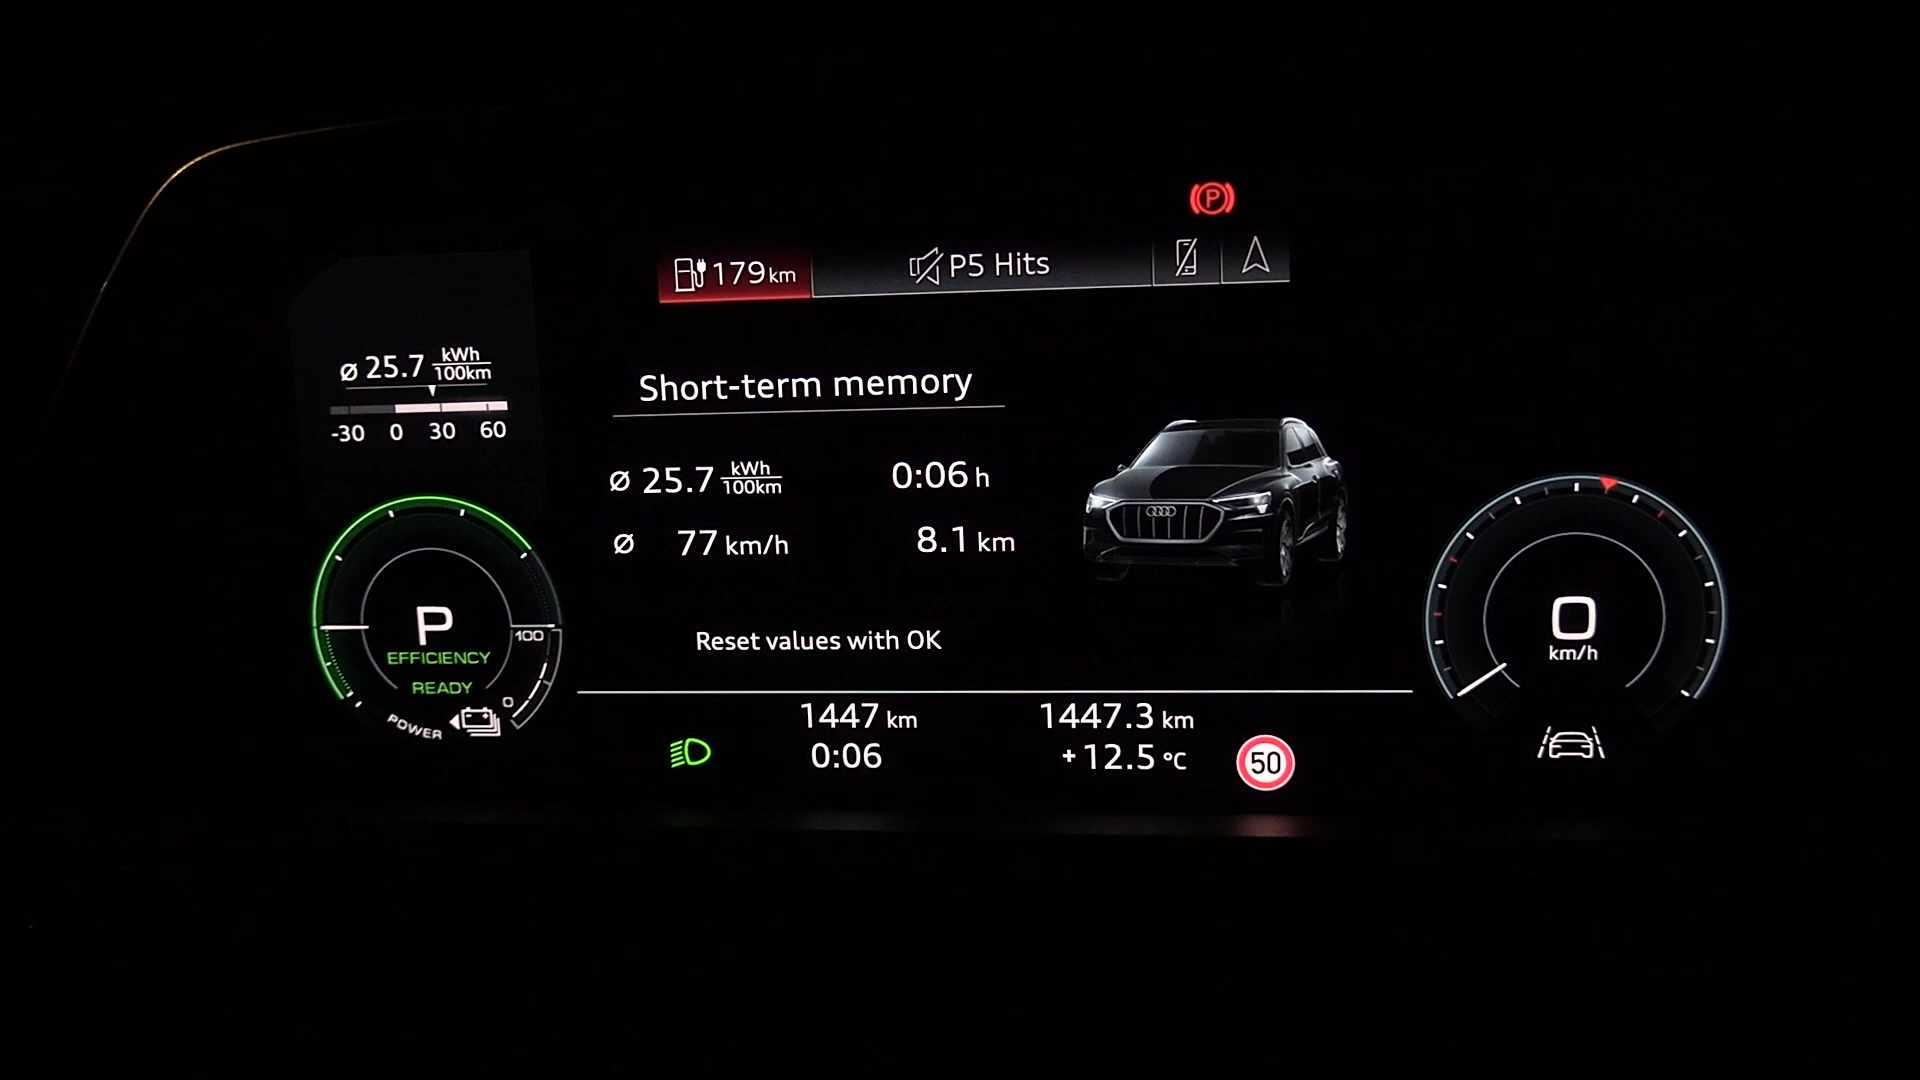 P
179 km
P5 Hits
ø 25.7 kWh/100km
-30 0 30 60
Short-term memory
ø 25.7 kWh/100km 0:06 h
ø 77 km/h 8.1 km
Reset values with OK
P
EFFICIENCY
READY
POWER
100
0
0
km/h
1447 km 1447.3 km
0:06 +12.5 °C
50